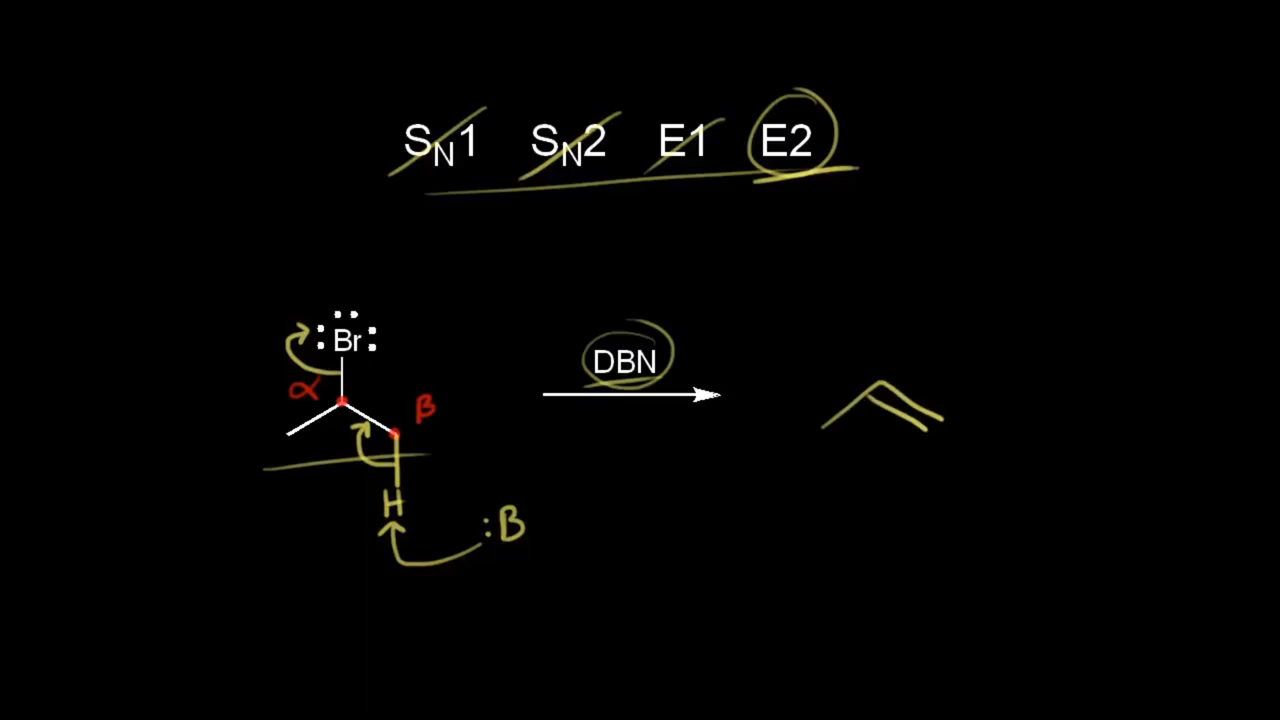 SN1 SN2 E1 E2
:Br:
α
DBN
β
H
:B